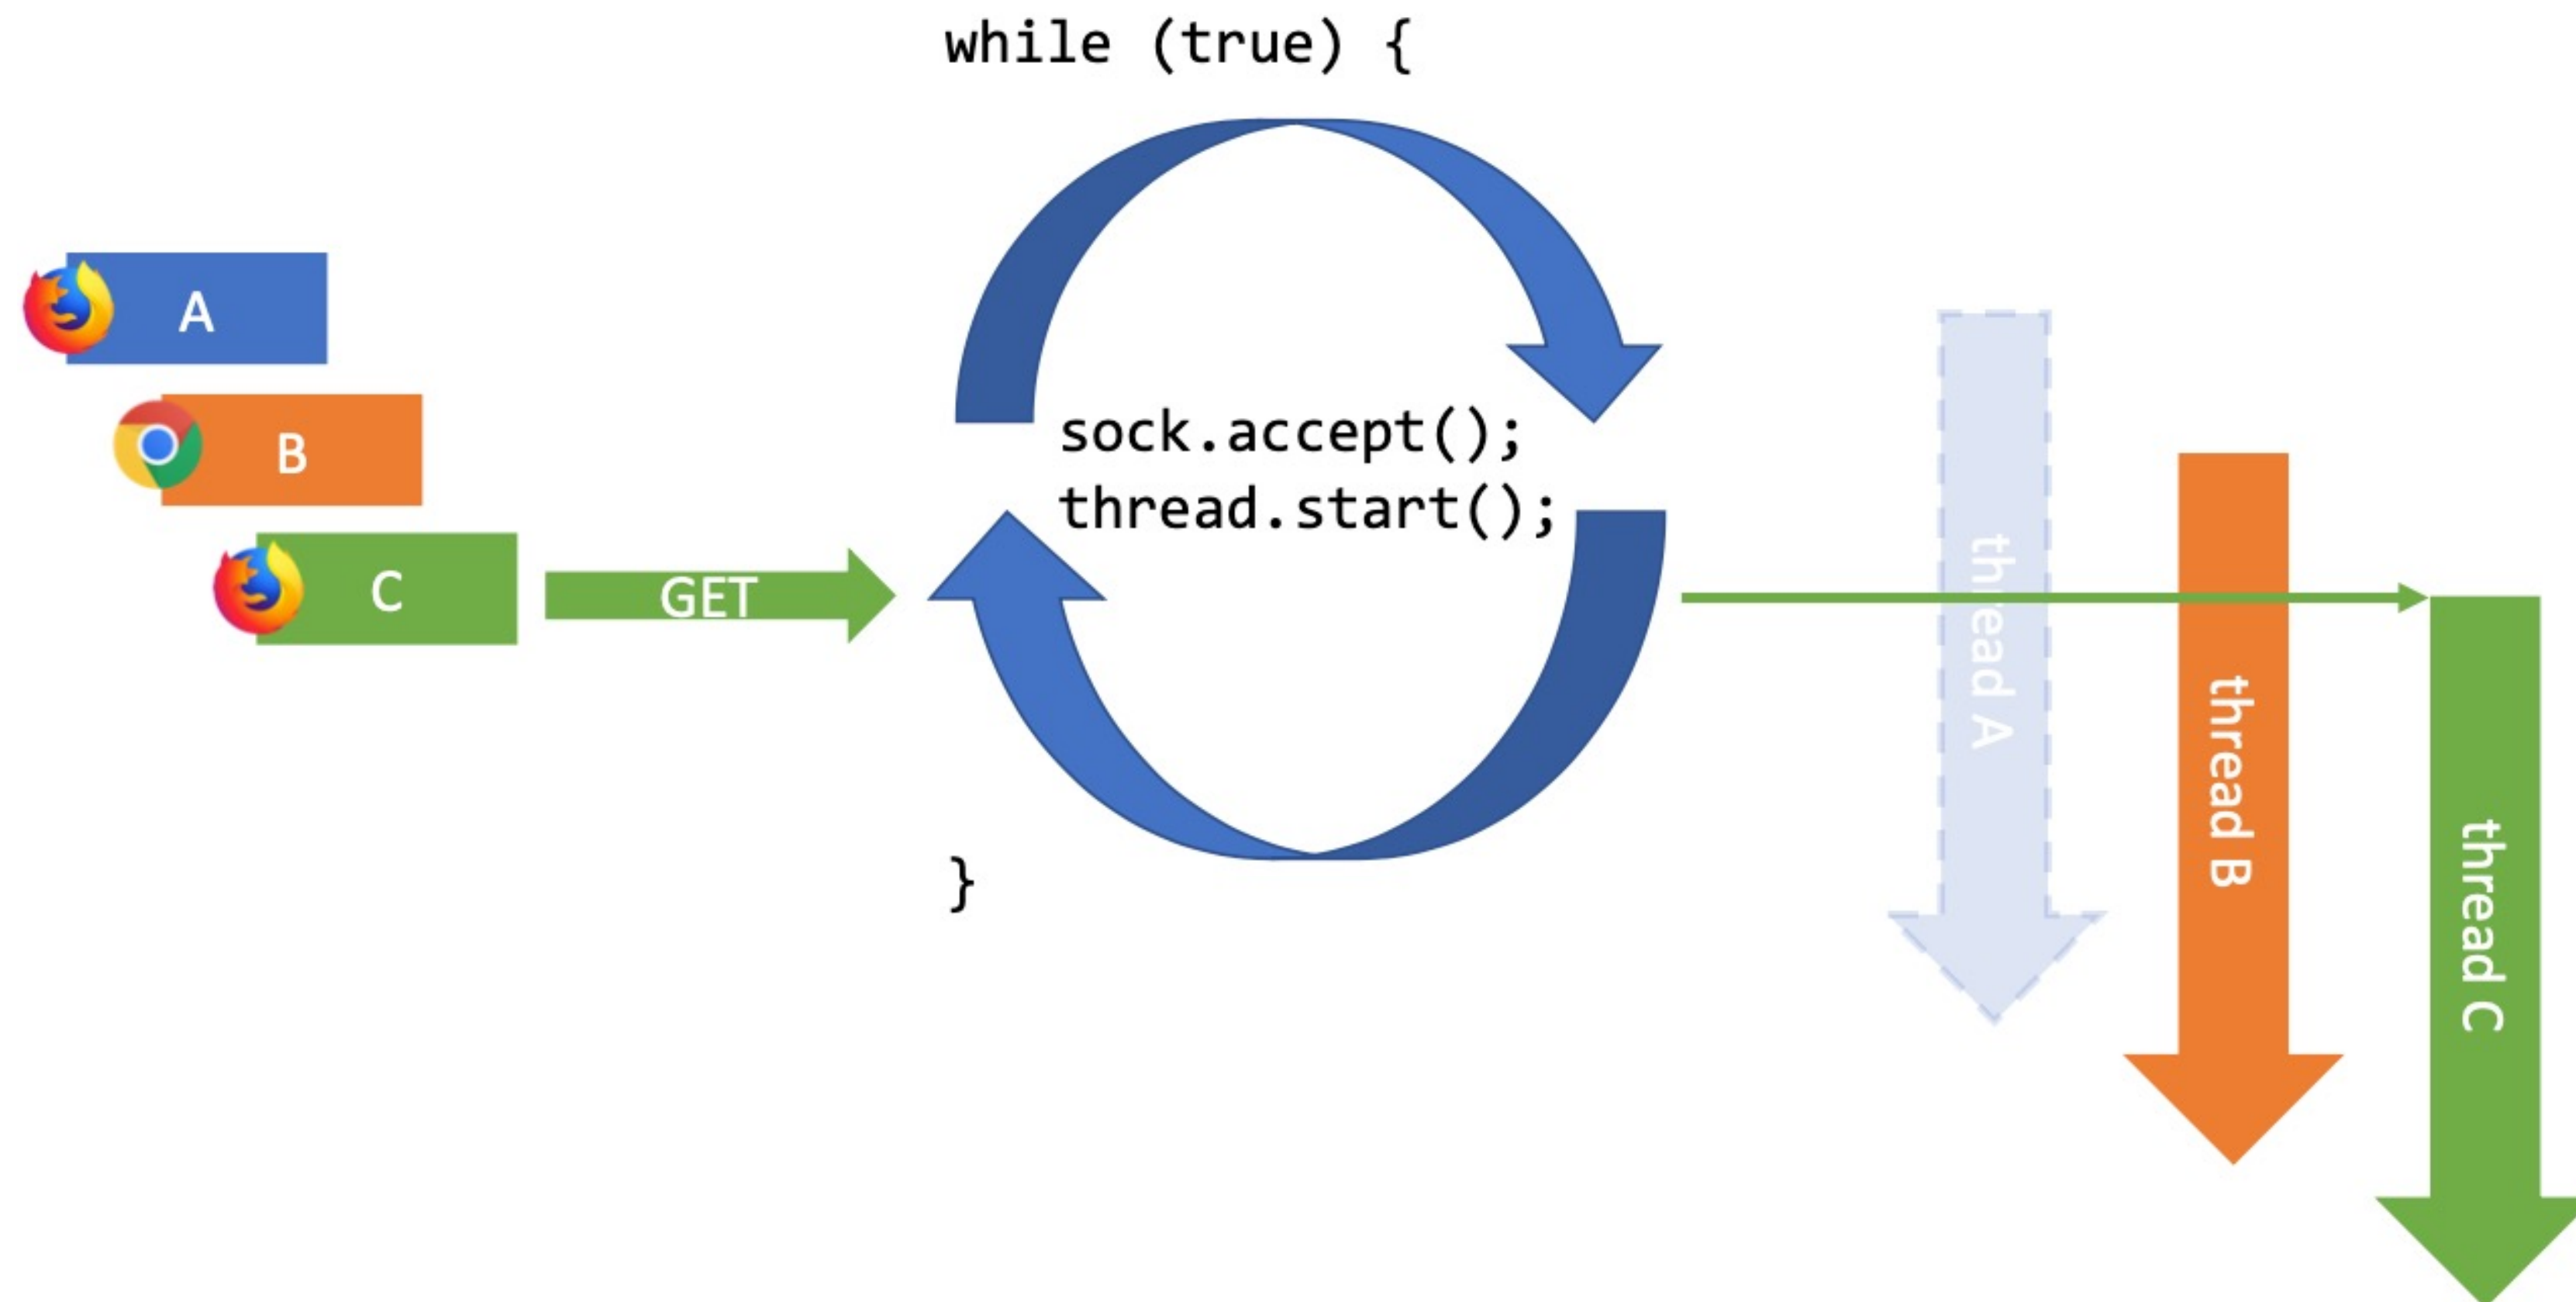 while (true) {
A
B
sock.accept();
thread.start();
C
GET
thread A
thread B
thread C
}